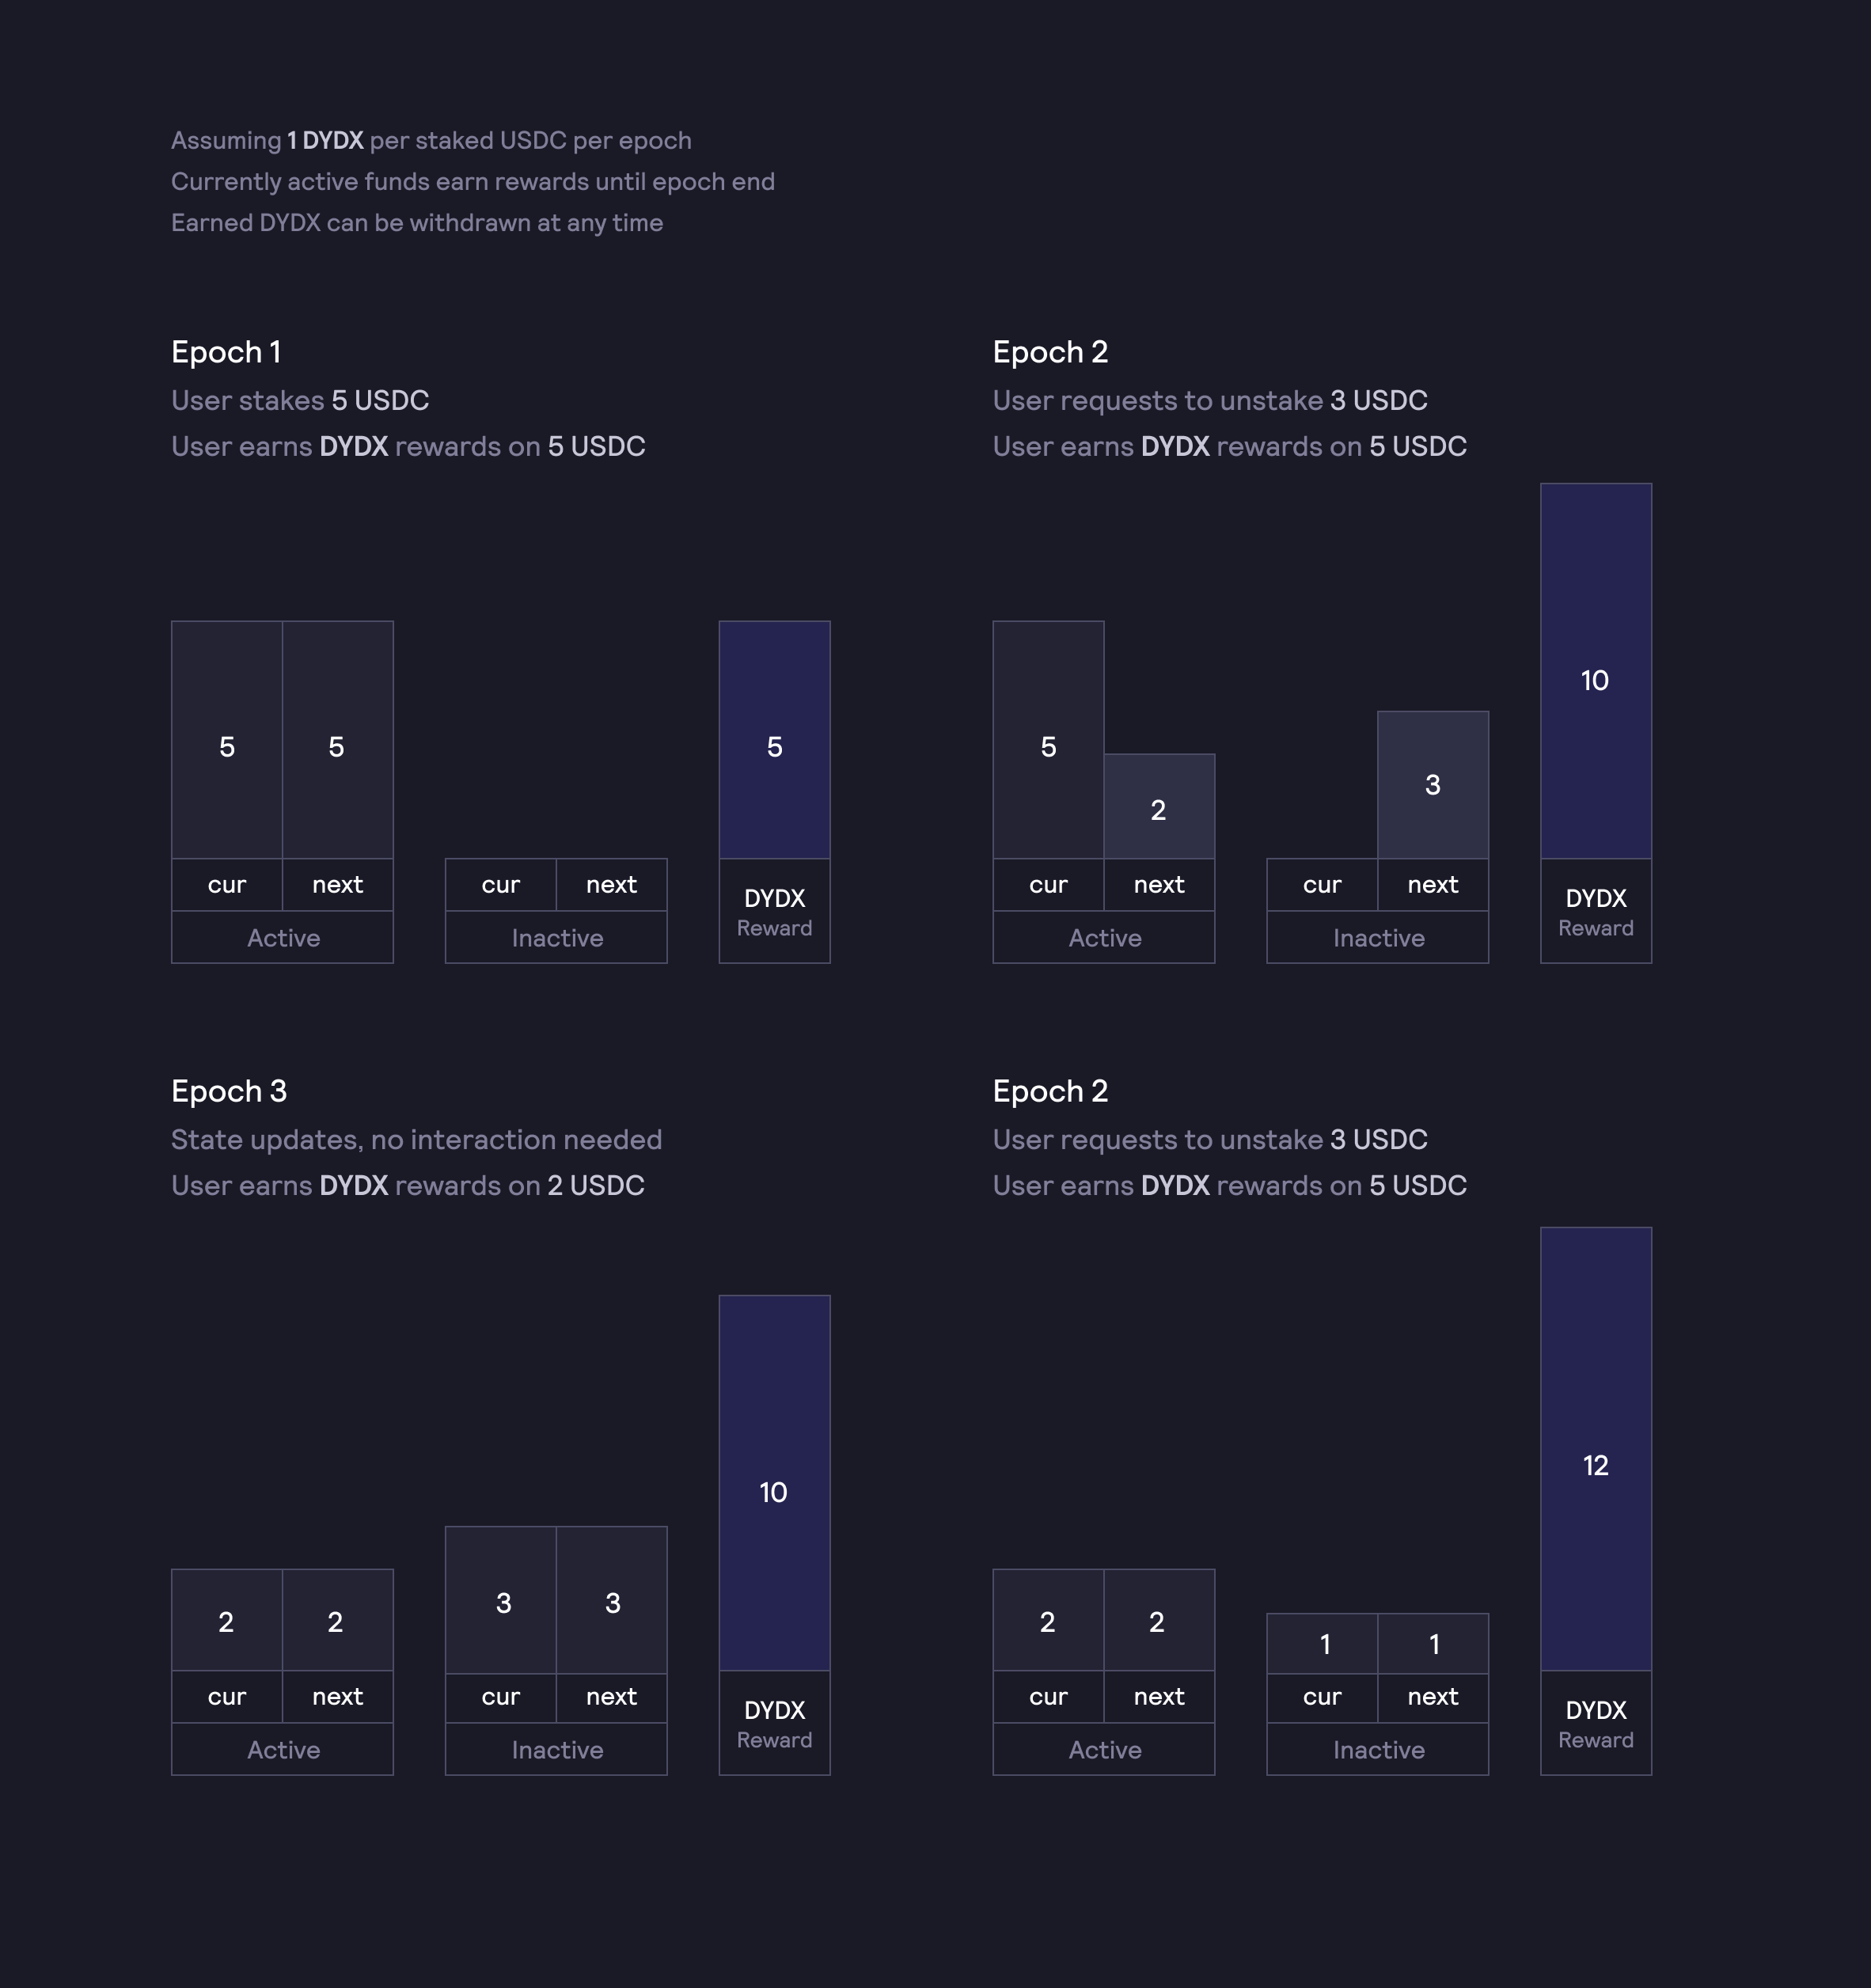 Assuming 1 DYDX per staked USDC per epoch
Currently active funds earn rewards until epoch end
Earned DYDX can be withdrawn at any time
Epoch 1
User stakes 5 USDC
User earns DYDX rewards on 5 USDC
5 5 5
cur next cur next DYDX
Reward
Active Inactive
Epoch 2
User requests to unstake 3 USDC
User earns DYDX rewards on 5 USDC
10
5
3
2
cur next cur next DYDX
Reward
Active Inactive
Epoch 3
State updates, no interaction needed
User earns DYDX rewards on 2 USDC
10
3 3
2 2
cur next cur next DYDX
Reward
Active Inactive
Epoch 2
User requests to unstake 3 USDC
User earns DYDX rewards on 5 USDC
12
2 2
1 1
cur next cur next DYDX
Reward
Active Inactive